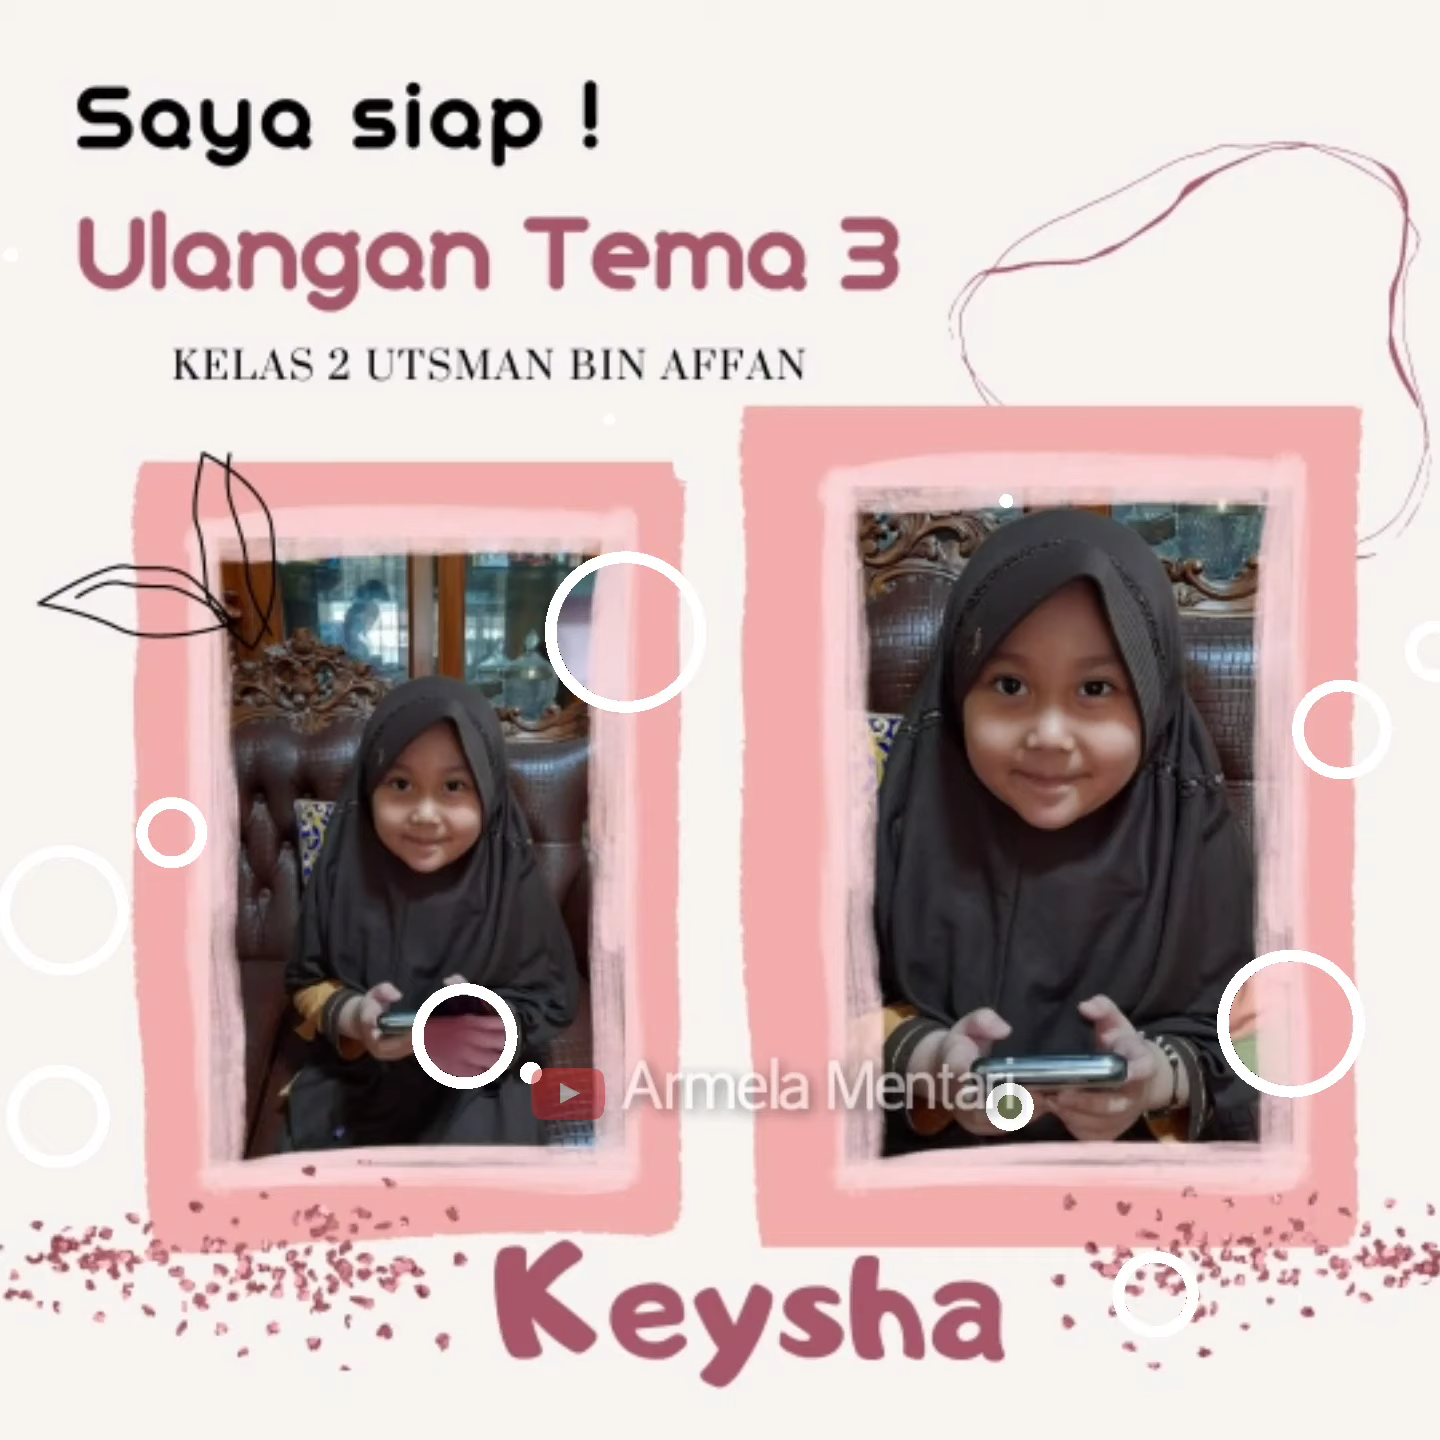 Saya siap !
Ulangan Tema 3
KELAS 2 UTSMAN BIN AFFAN
Armela Mentari
Keysha